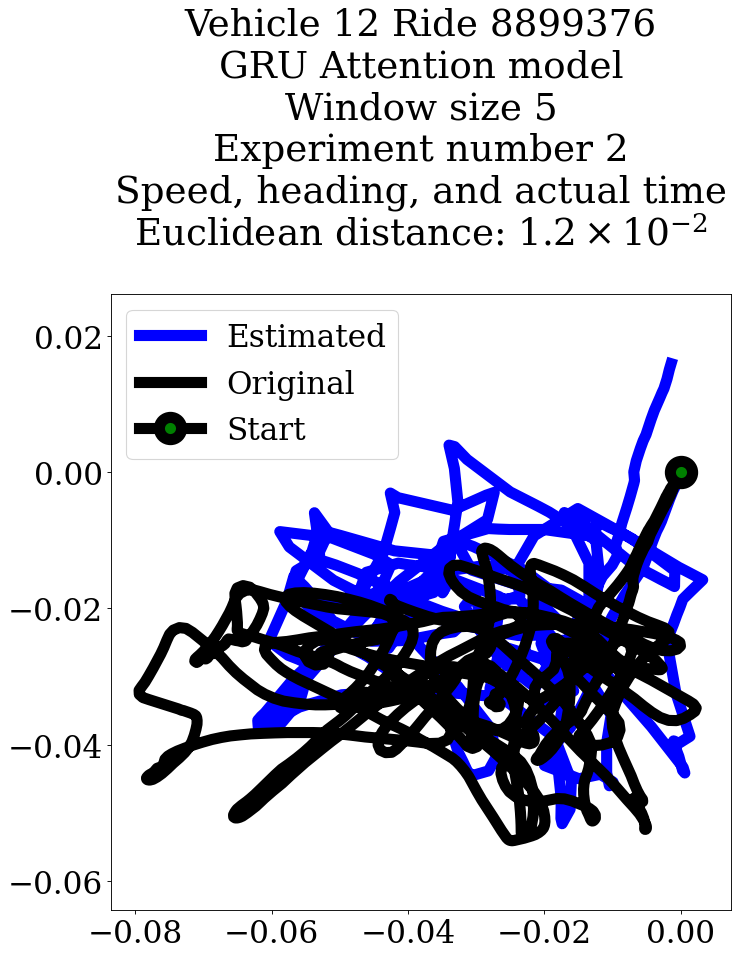 Vehicle 12 Ride 8899376
GRU Attention model
Window size 5
Experiment number 2
Speed, heading, and actual time
Euclidean distance: 1.2 × 10⁻²
Estimated
Original
Start
0.02
0.00
−0.02
−0.04
−0.06
−0.08 −0.06 −0.04 −0.02 0.00